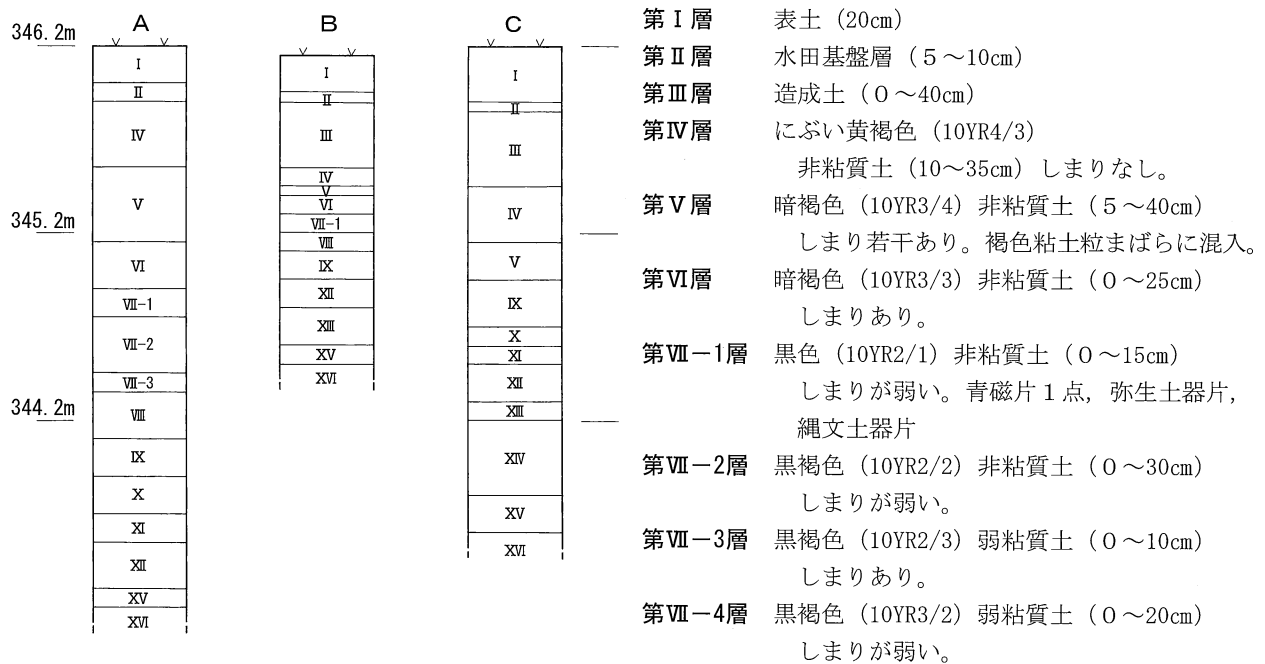 346.2m
345.2m
344.2m
A
Ⅰ
Ⅱ
Ⅳ
Ⅴ
Ⅵ
Ⅶ-1
Ⅶ-2
Ⅶ-3
Ⅷ
Ⅸ
Ⅹ
Ⅺ
Ⅻ
ⅩⅤ
ⅩⅥ
B
Ⅰ
Ⅱ
Ⅲ
Ⅳ
Ⅴ
Ⅵ
Ⅶ-1
Ⅷ
Ⅸ
Ⅻ
ⅩⅢ
ⅩⅤ
ⅩⅥ
C
Ⅰ
Ⅱ
Ⅲ
Ⅳ
Ⅴ
Ⅸ
Ⅹ
Ⅺ
Ⅻ
ⅩⅢ
ⅩⅣ
ⅩⅤ
ⅩⅥ
第Ⅰ層 表土（20cm）
第Ⅱ層 水田基盤層（５～10cm）
第Ⅲ層 造成土（０～40cm）
第Ⅳ層 にぶい黄褐色（10YR4/3）
非粘質土（10～35cm）しまりなし。
第Ⅴ層 暗褐色（10YR3/4）非粘質土（５～40cm）
しまり若干あり。褐色粘土粒まばらに混入。
第Ⅵ層 暗褐色（10YR3/3）非粘質土（０～25cm）
しまりあり。
第Ⅶ－1層 黒色（10YR2/1）非粘質土（０～15cm）
しまりが弱い。青磁片１点，弥生土器片，
縄文土器片
第Ⅶ－2層 黒褐色（10YR2/2）非粘質土（０～30cm）
しまりが弱い。
第Ⅶ－3層 黒褐色（10YR2/3）弱粘質土（０～10cm）
しまりあり。
第Ⅶ－4層 黒褐色（10YR3/2）弱粘質土（０～20cm）
しまりが弱い。